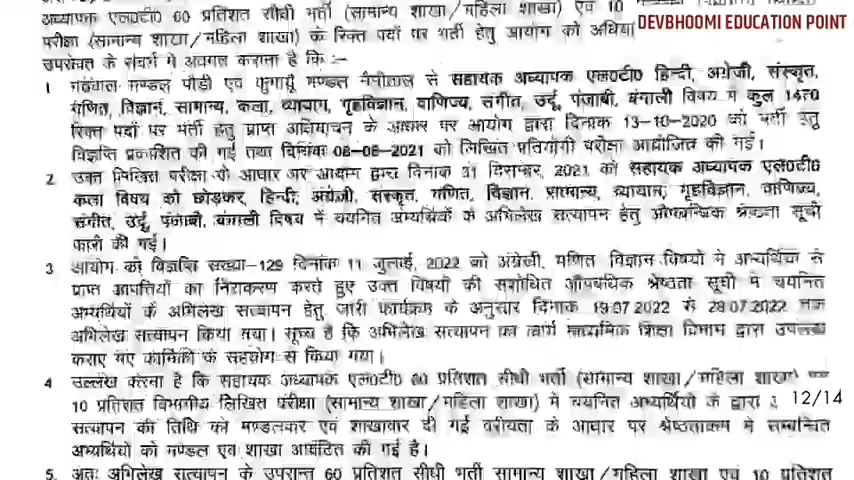 DEVBHOOMI EDUCATION POINT
अध्यापक एल०टी० 60 प्रतिशत सीधी भर्ती (सामान्य शाखा/महिला शाखा) एवं 10
परीक्षा (सामान्य शाखा/महिला शाखा) के रिक्त पदों पर भर्ती हेतु आयोग को
उपरोक्त के संदर्भ में अवगत कराना है कि :-
1 गढ़वाल मण्डल पौड़ी एवं कुमायूँ मण्डल नैनीताल से सहायक अध्यापक एल०टी० हिन्दी, अंग्रेजी, संस्कृत,
गणित, विज्ञान, सामान्य, कला, व्यायाम, गृहविज्ञान, वाणिज्य, संगीत, उर्दू, पंजाबी, बंगाली विषय में कुल
रिक्त पदों पर भर्ती हेतु प्राप्त अधियाचन के आधार पर आयोग द्वारा दिनांक 13-10-2020 को भर्ती हेतु
विज्ञप्ति प्रकाशित की गई तथा दिनांक 08-08-2021 को लिखित प्रतियोगी परीक्षा आयोजित की गई।
2. उक्त लिखित परीक्षा के आधार पर आयोग द्वारा दिनांक 31 दिसम्बर, 2021 को सहायक अध्यापक एल०टी०
कला विषय को छोड़कर, हिन्दी, अंग्रेजी, संस्कृत, गणित, विज्ञान, सामान्य, व्यायाम, गृहविज्ञान, वाणिज्य,
संगीत, उर्दू, पंजाबी, बंगाली विषय में चयनित अभ्यर्थियों के अभिलेख सत्यापन हेतु औपबन्धिक श्रेष्ठता सूची
जारी की गई।
3. आयोग की विज्ञप्ति संख्या-129 दिनांक 11 जुलाई, 2022 को अंग्रेजी, गणित विज्ञान विषयों में अभ्यर्थियों से
प्राप्त आपत्तियों का निराकरण करते हुए उक्त विषयों की संशोधित औपबंधिक श्रेष्ठता सूची में चयनित
अभ्यर्थियों के अभिलेख सत्यापन हेतु जारी कार्यक्रम के अनुसार दिनांक 19.07.2022 से 28.07.2022 तक
अभिलेख सत्यापन किया गया। सूच्य है कि अभिलेख सत्यापन का कार्य माध्यमिक शिक्षा विभाग द्वारा उपलब्ध
कराए गए कार्मिकों के सहयोग से किया गया।
4 उल्लेख करना है कि सहायक अध्यापक एल०टी० 60 प्रतिशत सीधी भर्ती (सामान्य शाखा/महिला शाखा)
10 प्रतिशत विभागीय लिखित परीक्षा (सामान्य शाखा/महिला शाखा) में चयनित अभ्यर्थियों के द्वारा 12/14
सत्यापन की तिथि को मण्डलवार एवं शाखावार दी गई वरीयता के आधार पर श्रेष्ठताक्रम में सम्बन्धित
अभ्यर्थियों को मण्डल एवं शाखा आवंटित की गई है।
5. अतः अभिलेख सत्यापन के उपरान्त 60 प्रतिशत सीधी भर्ती सामान्य शाखा/महिला शाखा एवं 10 प्रतिशत